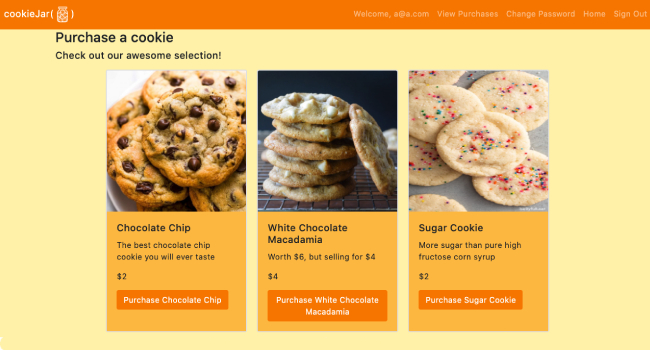 cookieJar( )
Welcome, a@a.com View Purchases Change Password Home Sign Out
Purchase a cookie
Check out our awesome selection!
Chocolate Chip
The best chocolate chip
cookie you will ever taste
$2
Purchase Chocolate Chip
White Chocolate
Macadamia
Worth $6, but selling for $4
$4
Purchase White Chocolate
Macadamia
Sugar Cookie
More sugar than pure high
fructose corn syrup
$2
Purchase Sugar Cookie